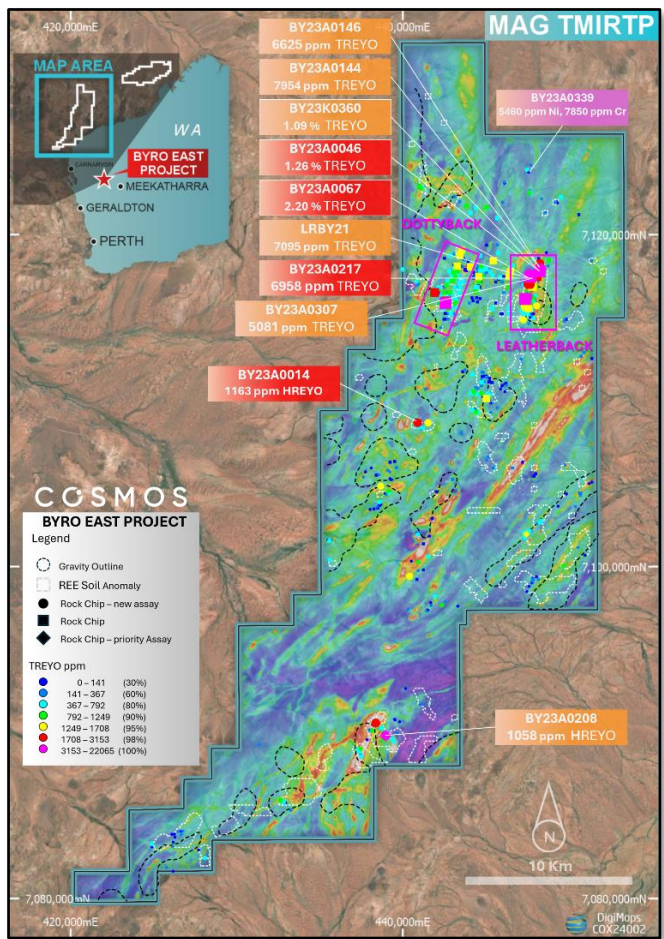 420,000mE
440,000mE
MAG TMIRTP
MAP AREA
WA
CARNARVON
BYRO EAST
PROJECT
MEEKATHARRA
GERALDTON
PERTH
BY23A0146
6625 ppm TREYO
BY23A0144
7954 ppm TREYO
BY23K0360
1.09 % TREYO
BY23A0046
1.26 % TREYO
BY23A0067
2.20 % TREYO
LRBY21
7095 ppm TREYO
BY23A0217
6958 ppm TREYO
BY23A0307
5081 ppm TREYO
BY23A0339
5460 ppm Ni, 7850 ppm Cr
DOTTYBACK
7,120,000mN
LEATHERBACK
BY23A0014
1163 ppm HREYO
COSMOS
BYRO EAST PROJECT
Legend
Gravity Outline
REE Soil Anomaly
Rock Chip – new assay
Rock Chip
Rock Chip – priority Assay
TREYO ppm
0 – 141 (30%)
141 – 367 (60%)
367 – 792 (80%)
792 – 1249 (90%)
1249 – 1708 (95%)
1708 – 3153 (98%)
3153 – 22065 (100%)
7,100,000mN
BY23A0208
1058 ppm HREYO
N
10 Km
7,080,000mN
7,080,000mN
420,000mE
440,000mE
DigiMaps
COX24002